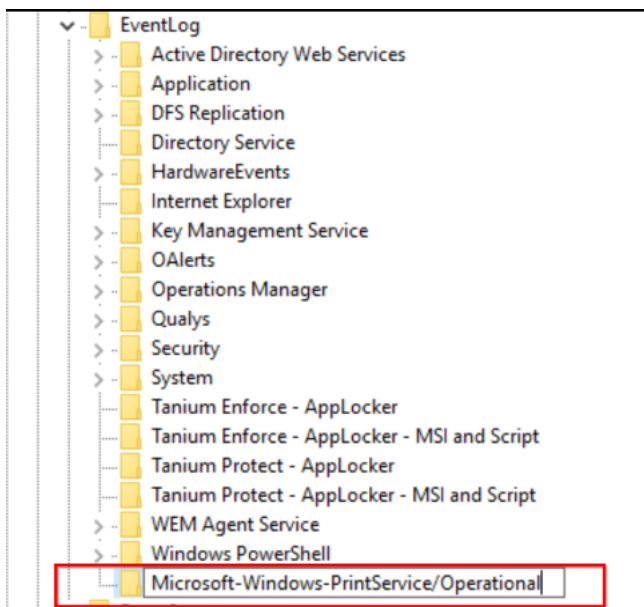 EventLog
Active Directory Web Services
Application
DFS Replication
Directory Service
HardwareEvents
Internet Explorer
Key Management Service
OAlerts
Operations Manager
Qualys
Security
System
Tanium Enforce - AppLocker
Tanium Enforce - AppLocker - MSI and Script
Tanium Protect - AppLocker
Tanium Protect - AppLocker - MSI and Script
WEM Agent Service
Windows PowerShell
Microsoft-Windows-PrintService/Operational